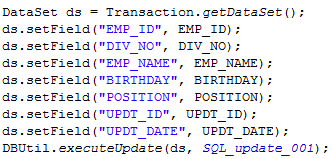 DataSet ds = Transaction.getDataSet();
ds.setField("EMP_ID", EMP_ID);
ds.setField("DIV_NO", DIV_NO);
ds.setField("EMP_NAME", EMP_NAME);
ds.setField("BIRTHDAY", BIRTHDAY);
ds.setField("POSITION", POSITION);
ds.setField("UPDT_ID", UPDT_ID);
ds.setField("UPDT_DATE", UPDT_DATE);
DBUtil.executeUpdate(ds, SQL_update_001);